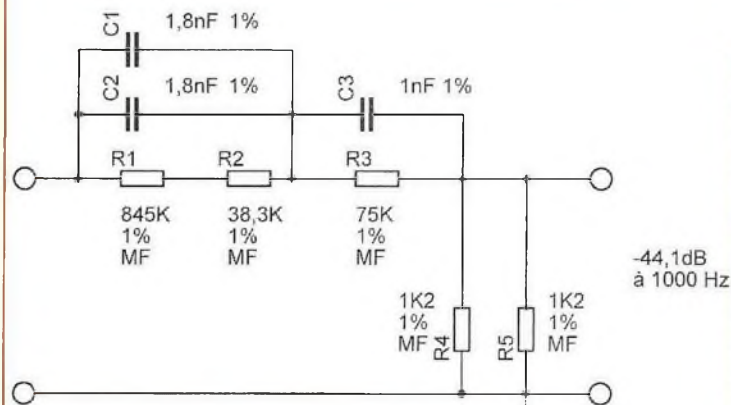 C1
1,8nF 1%
C2
1,8nF 1%
C3
1nF 1%
R1
R2
R3
845K
1%
MF
38,3K
1%
MF
75K
1%
MF
-44,1dB
à 1000 Hz
1K2
1%
MF
R4
R5
1K2
1%
MF